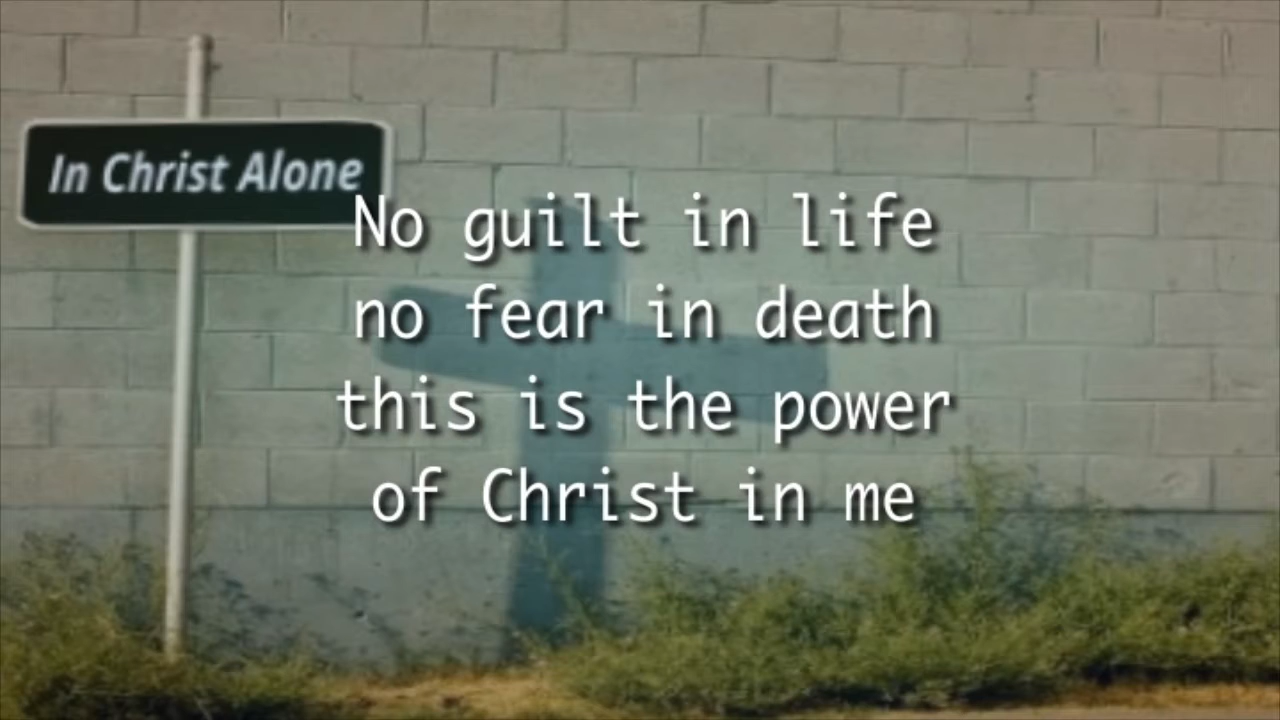 In Christ Alone
No guilt in life
no fear in death
this is the power
of Christ in me